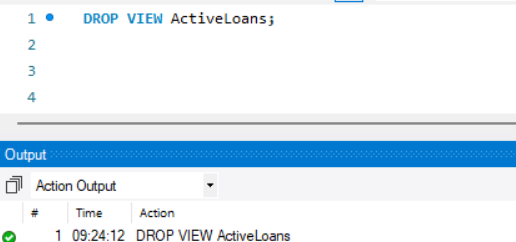 1 DROP VIEW ActiveLoans;
2
3
4
Output
Action Output
# Time Action
1 09:24:12 DROP VIEW ActiveLoans